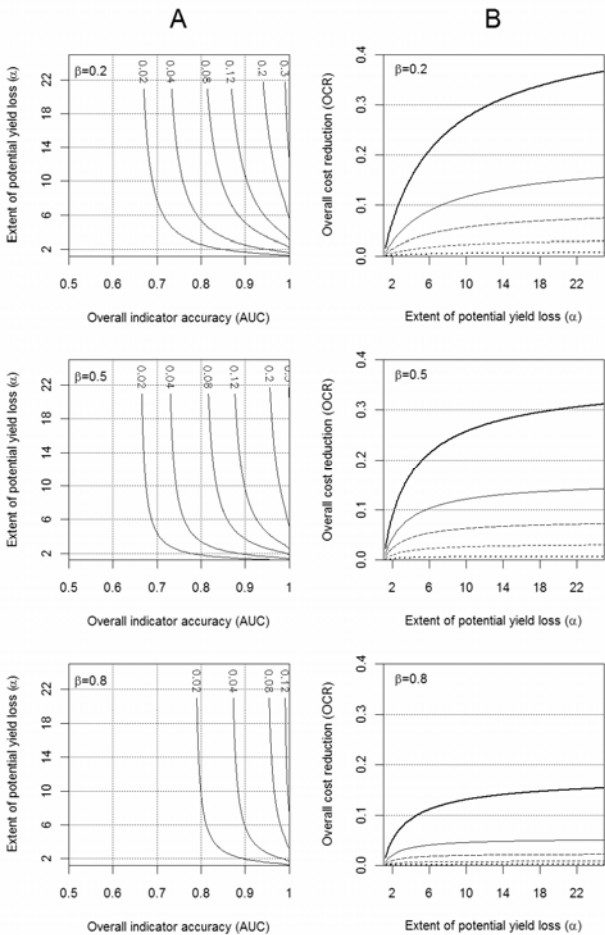 A
B
β=0.2
0.02
0.04
0.08
0.12
0.2
0.3
Extent of potential yield loss (α)
2 6 10 14 18 22
0.5 0.6 0.7 0.8 0.9 1
Overall indicator accuracy (AUC)
β=0.2
Overall cost reduction (OCR)
0.0 0.1 0.2 0.3 0.4
2 6 10 14 18 22
Extent of potential yield loss (α)
β=0.5
0.02
0.04
0.08
0.12
0.2
Extent of potential yield loss (α)
2 6 10 14 18 22
0.5 0.6 0.7 0.8 0.9 1
Overall indicator accuracy (AUC)
β=0.5
Overall cost reduction (OCR)
0.0 0.1 0.2 0.3 0.4
2 6 10 14 18 22
Extent of potential yield loss (α)
β=0.8
0.02
0.04
0.08
0.12
Extent of potential yield loss (α)
2 6 10 14 18 22
0.5 0.6 0.7 0.8 0.9 1
Overall indicator accuracy (AUC)
β=0.8
Overall cost reduction (OCR)
0.0 0.1 0.2 0.3 0.4
2 6 10 14 18 22
Extent of potential yield loss (α)